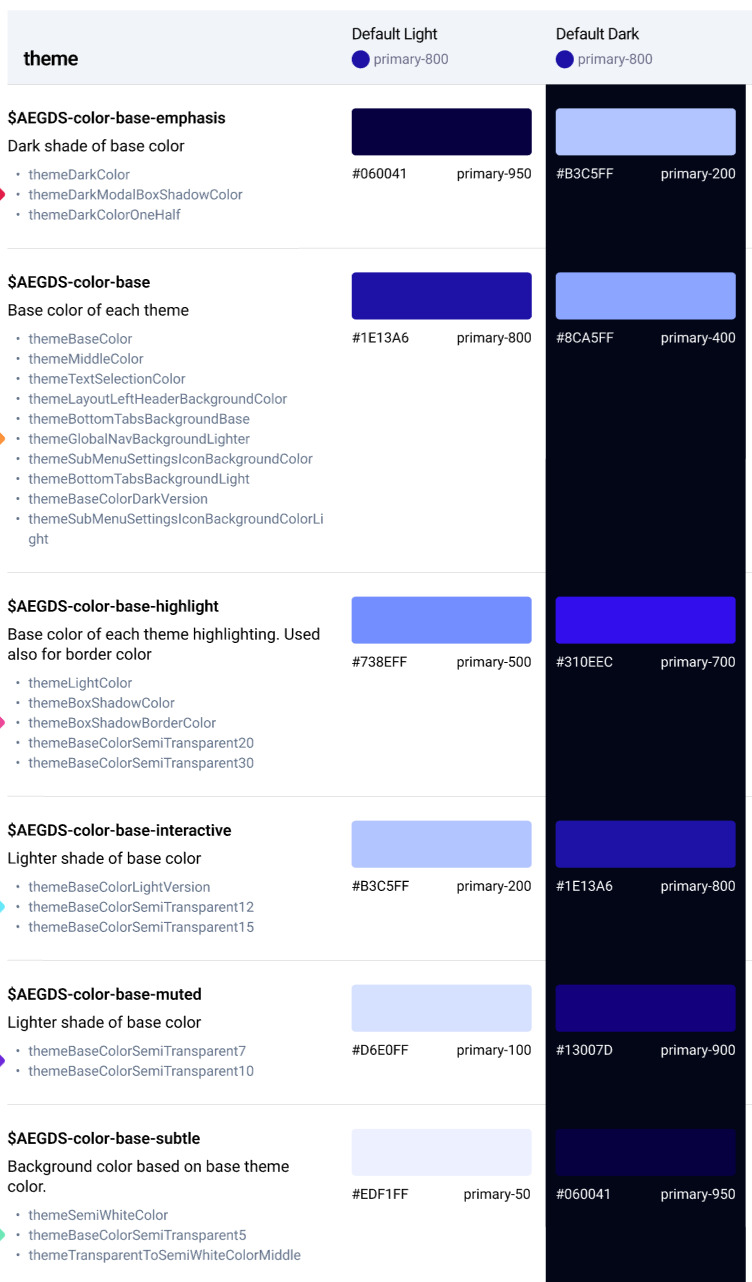 theme
Default Light
primary-800
Default Dark
primary-800
$AEGDS-color-base-emphasis
Dark shade of base color
• themeDarkColor
• themeDarkModalBoxShadowColor
• themeDarkColorOneHalf
#060041 primary-950
#B3C5FF primary-200
$AEGDS-color-base
Base color of each theme
• themeBaseColor
• themeMiddleColor
• themeTextSelectionColor
• themeLayoutLeftHeaderBackgroundColor
• themeBottomTabsBackgroundBase
• themeGlobalNavBackgroundLighter
• themeSubMenuSettingsIconBackgroundColor
• themeBottomTabsBackgroundLight
• themeBaseColorDarkVersion
• themeSubMenuSettingsIconBackgroundColorLi
ght
#1E13A6 primary-800
#8CA5FF primary-400
$AEGDS-color-base-highlight
Base color of each theme highlighting. Used
also for border color
• themeLightColor
• themeBoxShadowColor
• themeBoxShadowBorderColor
• themeBaseColorSemiTransparent20
• themeBaseColorSemiTransparent30
#738EFF primary-500
#310EEC primary-700
$AEGDS-color-base-interactive
Lighter shade of base color
• themeBaseColorLightVersion
• themeBaseColorSemiTransparent12
• themeBaseColorSemiTransparent15
#B3C5FF primary-200
#1E13A6 primary-800
$AEGDS-color-base-muted
Lighter shade of base color
• themeBaseColorSemiTransparent7
• themeBaseColorSemiTransparent10
#D6E0FF primary-100
#13007D primary-900
$AEGDS-color-base-subtle
Background color based on base theme
color.
• themeSemiWhiteColor
• themeBaseColorSemiTransparent5
• themeTransparentToSemiWhiteColorMiddle
#EDF1FF primary-50
#060041 primary-950